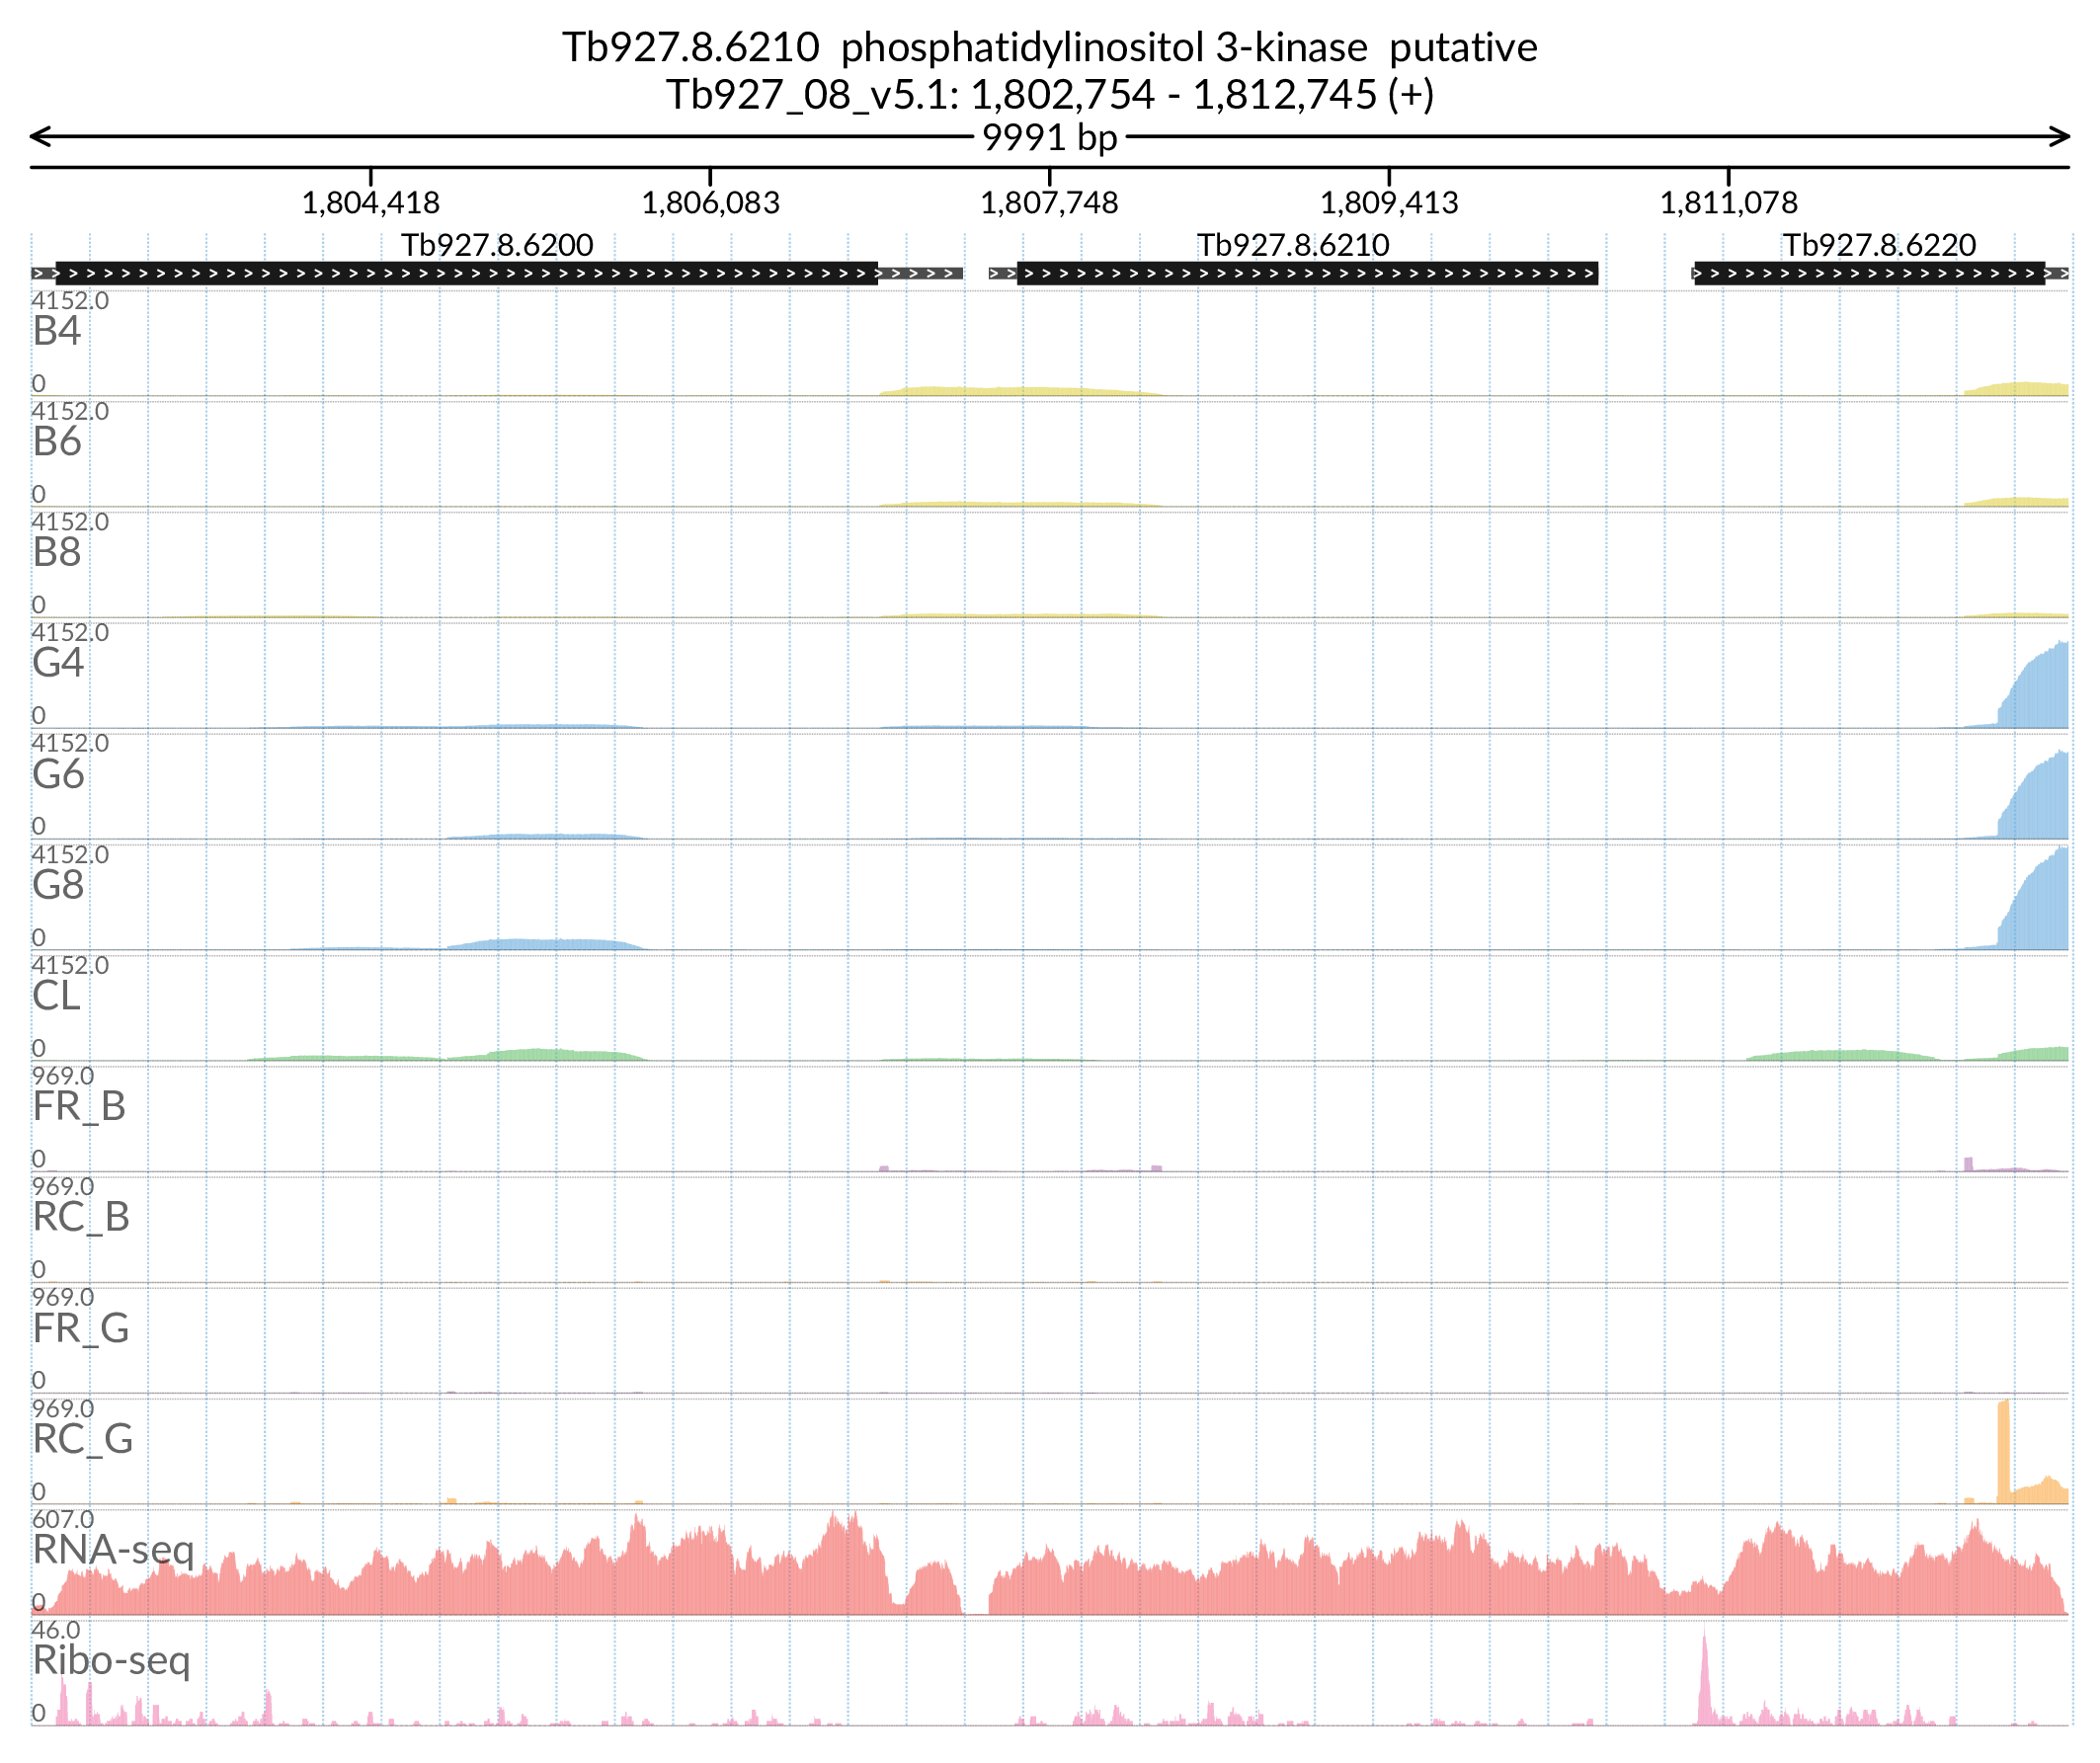 Tb927.8.6210 phosphatidylinositol 3-kinase putative
Tb927_08_v5.1: 1,802,754 - 1,812,745 (+)
9991 bp
1,804,418 1,806,083 1,807,748 1,809,413 1,811,078
Tb927.8.6200 Tb927.8.6210 Tb927.8.6220
4152.0
B4
0
4152.0
B6
0
4152.0
B8
0
4152.0
G4
0
4152.0
G6
0
4152.0
G8
0
4152.0
CL
0
969.0
FR_B
0
969.0
RC_B
0
969.0
FR_G
0
969.0
RC_G
0
607.0
RNA-seq
0
46.0
Ribo-seq
0